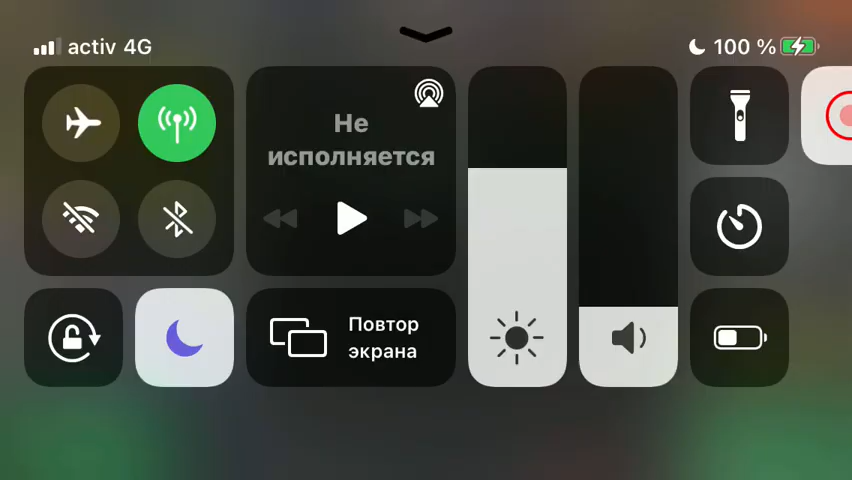 activ 4G
100 %
Не
исполняется
Повтор
экрана